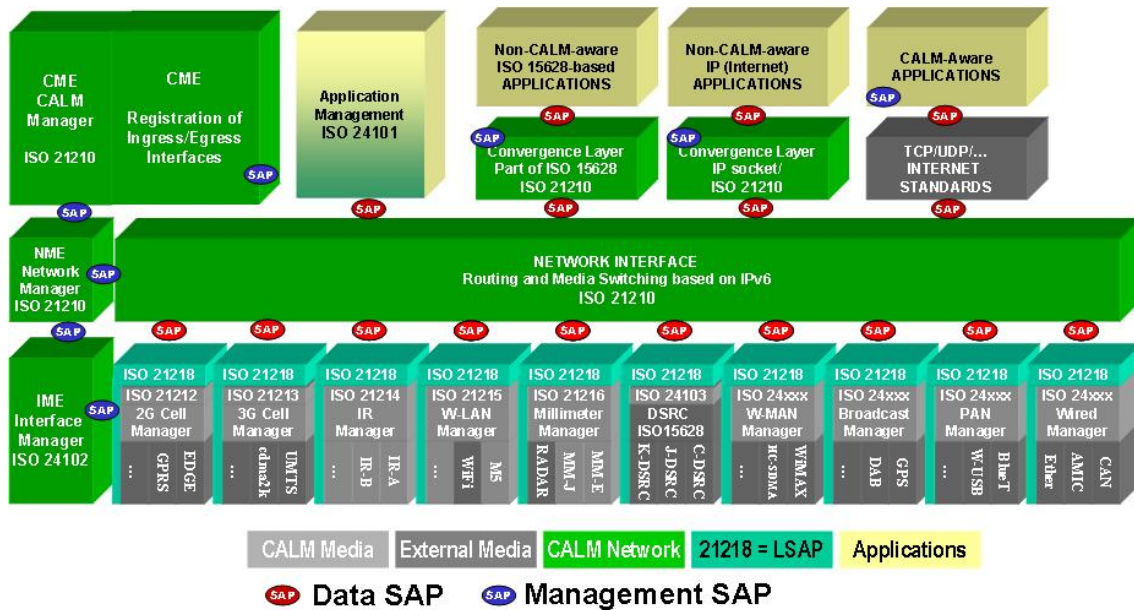 CME
CALM
Manager
ISO 21210
CME
Registration of
Ingress/Egress
Interfaces
SAP
Application
Management
ISO 24101
Non-CALM-aware
ISO 15628-based
APPLICATIONS
Non-CALM-aware
IP (Internet)
APPLICATIONS
CALM-Aware
APPLICATIONS
SAP
SAP
SAP
SAP
SAP
Convergence Layer
Part of ISO 15628
ISO 21210
SAP
Convergence Layer
IP socket/
ISO 21210
TCP/UDP/...
INTERNET
STANDARDS
SAP
SAP
SAP
SAP
SAP
NME
Network
Manager
ISO 21210
SAP
NETWORK INTERFACE
Routing and Media Switching based on IPv6
ISO 21210
SAP
SAP
SAP
SAP
SAP
SAP
SAP
SAP
SAP
SAP
SAP
IME
Interface
Manager
ISO 24102
SAP
ISO 21218
ISO 21212
2G Cell
Manager
...
GPRS
EDGE
ISO 21218
ISO 21213
3G Cell
Manager
...
cdma2k
UMTS
ISO 21218
ISO 21214
IR
Manager
...
IR-B
IR-A
ISO 21218
ISO 21215
W-LAN
Manager
...
WiFi
M5
ISO 21218
ISO 21216
Millimeter
Manager
RADAR
MM-J
MM-E
ISO 21218
ISO 24103
DSRC
ISO15628
K-DSRC
J-DSRC
C-DSRC
ISO 21218
ISO 24xxx
W-MAN
Manager
...
HC-SDMA
WiMAX
ISO 21218
ISO 24xxx
Broadcast
Manager
...
DAB
GPS
ISO 21218
ISO 24xxx
PAN
Manager
...
W-USB
BlueT
ISO 21218
ISO 24xxx
Wired
Manager
Ether
AMIC
CAN
CALM Media
External Media
CALM Network
21218 = LSAP
Applications
SAP Data SAP
SAP Management SAP